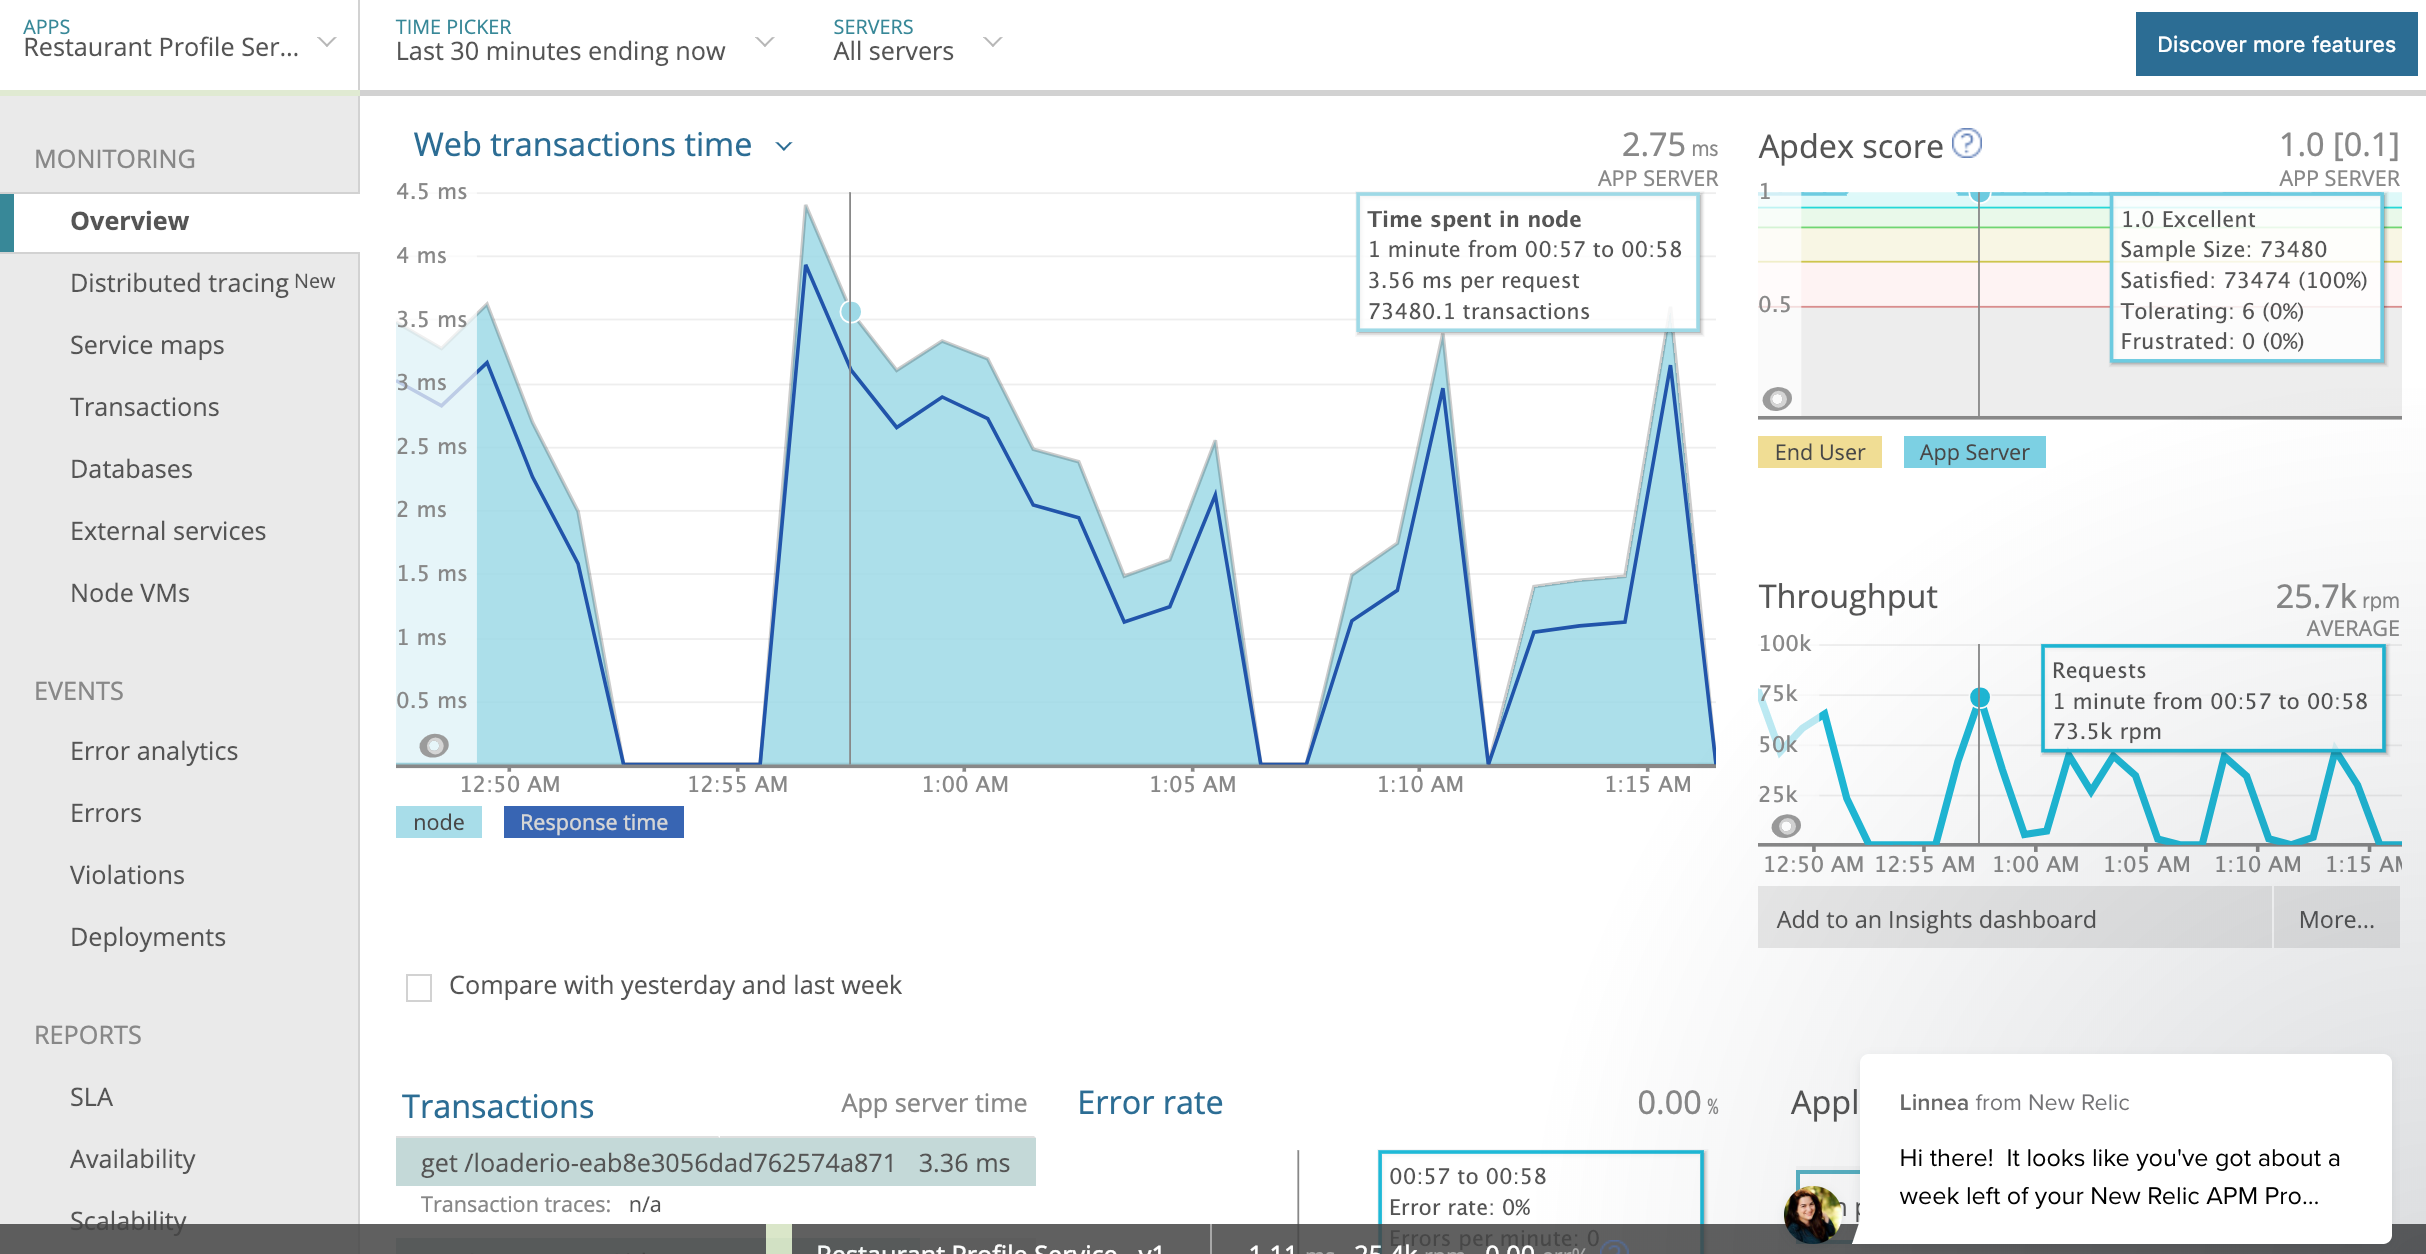 APPS
Restaurant Profile Ser...
TIME PICKER
Last 30 minutes ending now
SERVERS
All servers
Discover more features
MONITORING
Overview
Distributed tracing New
Service maps
Transactions
Databases
External services
Node VMs
EVENTS
Error analytics
Errors
Violations
Deployments
REPORTS
SLA
Availability
Scalability
Web transactions time
2.75 ms
APP SERVER
4.5 ms
4 ms
3.5 ms
3 ms
2.5 ms
2 ms
1.5 ms
1 ms
0.5 ms
Time spent in node
1 minute from 00:57 to 00:58
3.56 ms per request
73480.1 transactions
12:50 AM 12:55 AM 1:00 AM 1:05 AM 1:10 AM 1:15 AM
node Response time
Compare with yesterday and last week
Apdex score ?
1.0 [0.1]
APP SERVER
1
0.5
1.0 Excellent
Sample Size: 73480
Satisfied: 73474 (100%)
Tolerating: 6 (0%)
Frustrated: 0 (0%)
End User App Server
Throughput
25.7k rpm
AVERAGE
100k
75k
50k
25k
Requests
1 minute from 00:57 to 00:58
73.5k rpm
12:50 AM 12:55 AM 1:00 AM 1:05 AM 1:10 AM 1:15 AM
Add to an Insights dashboard More...
Transactions App server time
get /loaderio-eab8e3056dad762574a871 3.36 ms
Transaction traces: n/a
Error rate 0.00 %
00:57 to 00:58
Error rate: 0%
Errors per minute: 0
Appl
Linnea from New Relic
Hi there! It looks like you've got about a
week left of your New Relic APM Pro...
Restaurant Profile Service - v1 1.11 ms 25.4k rpm 0.00 err% ?